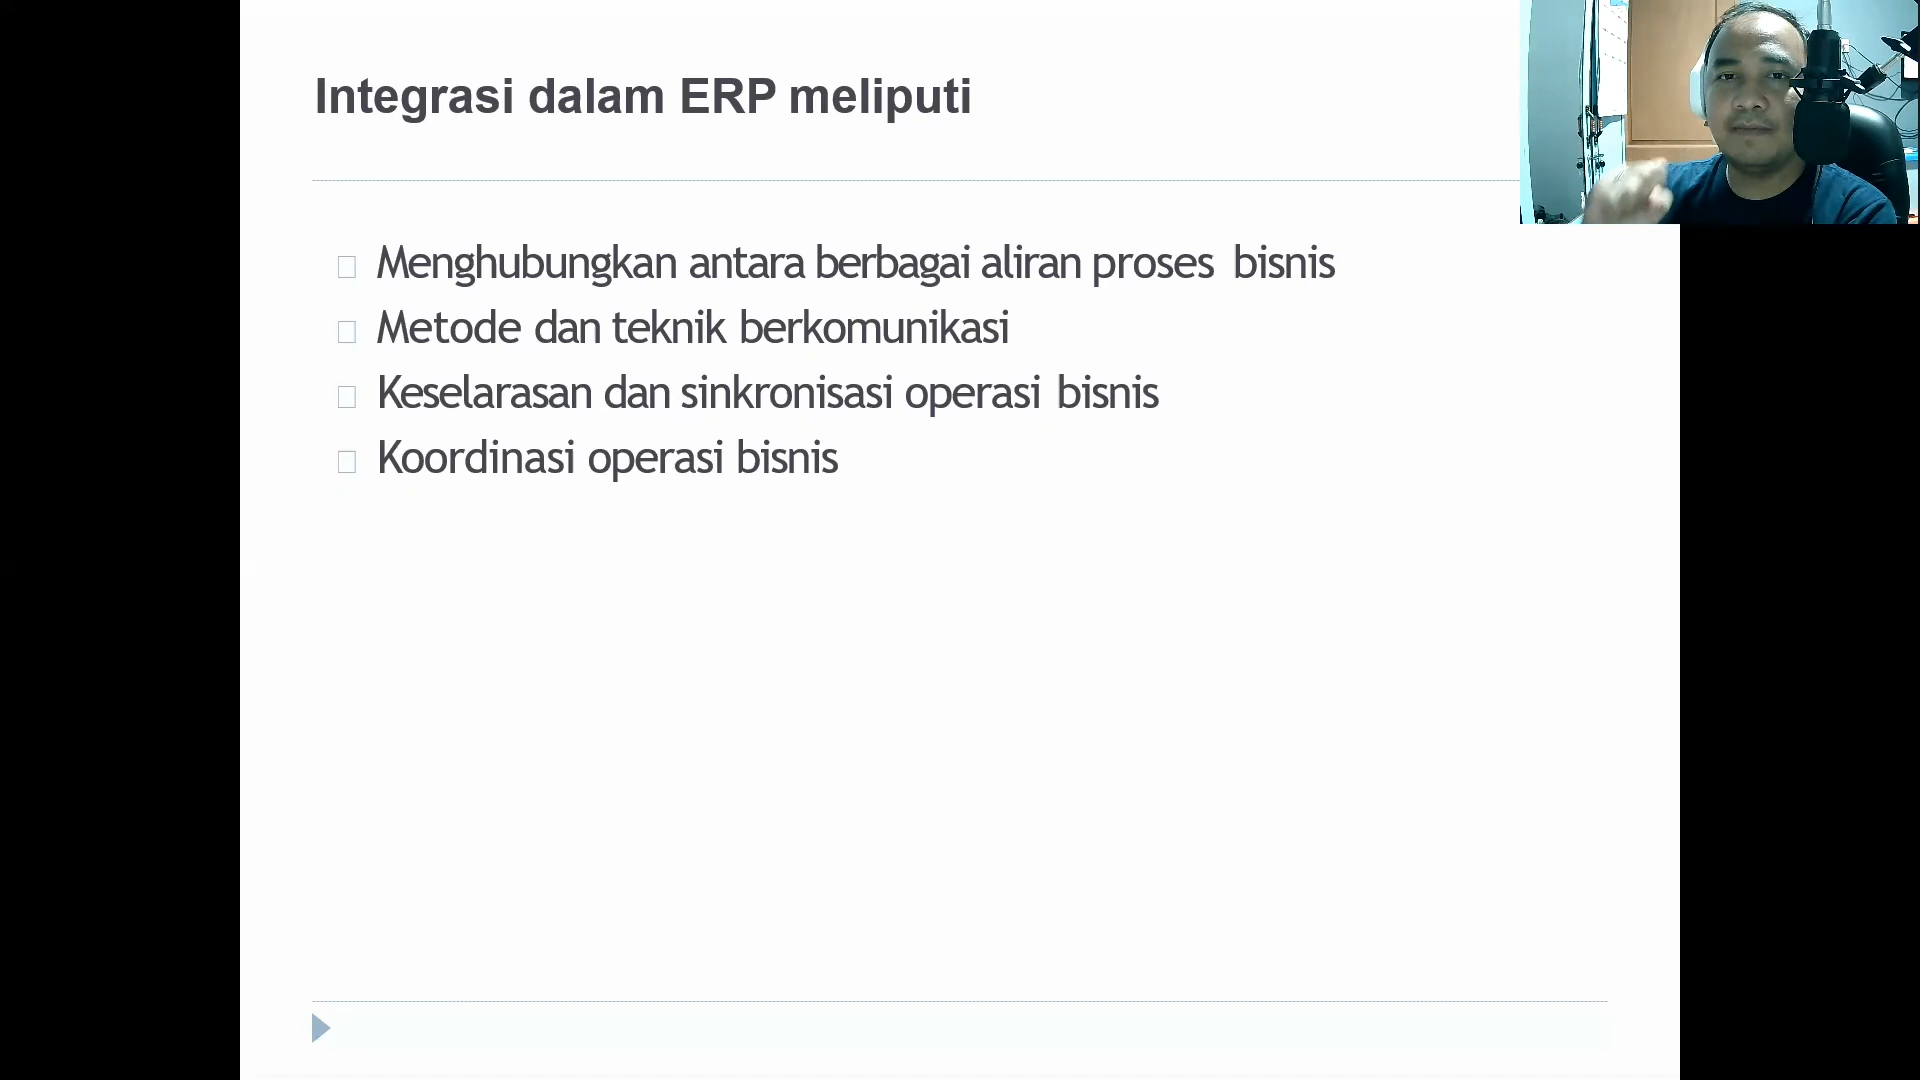 Integrasi dalam ERP meliputi
Menghubungkan antara berbagai aliran proses bisnis
Metode dan teknik berkomunikasi
Keselarasan dan sinkronisasi operasi bisnis
Koordinasi operasi bisnis